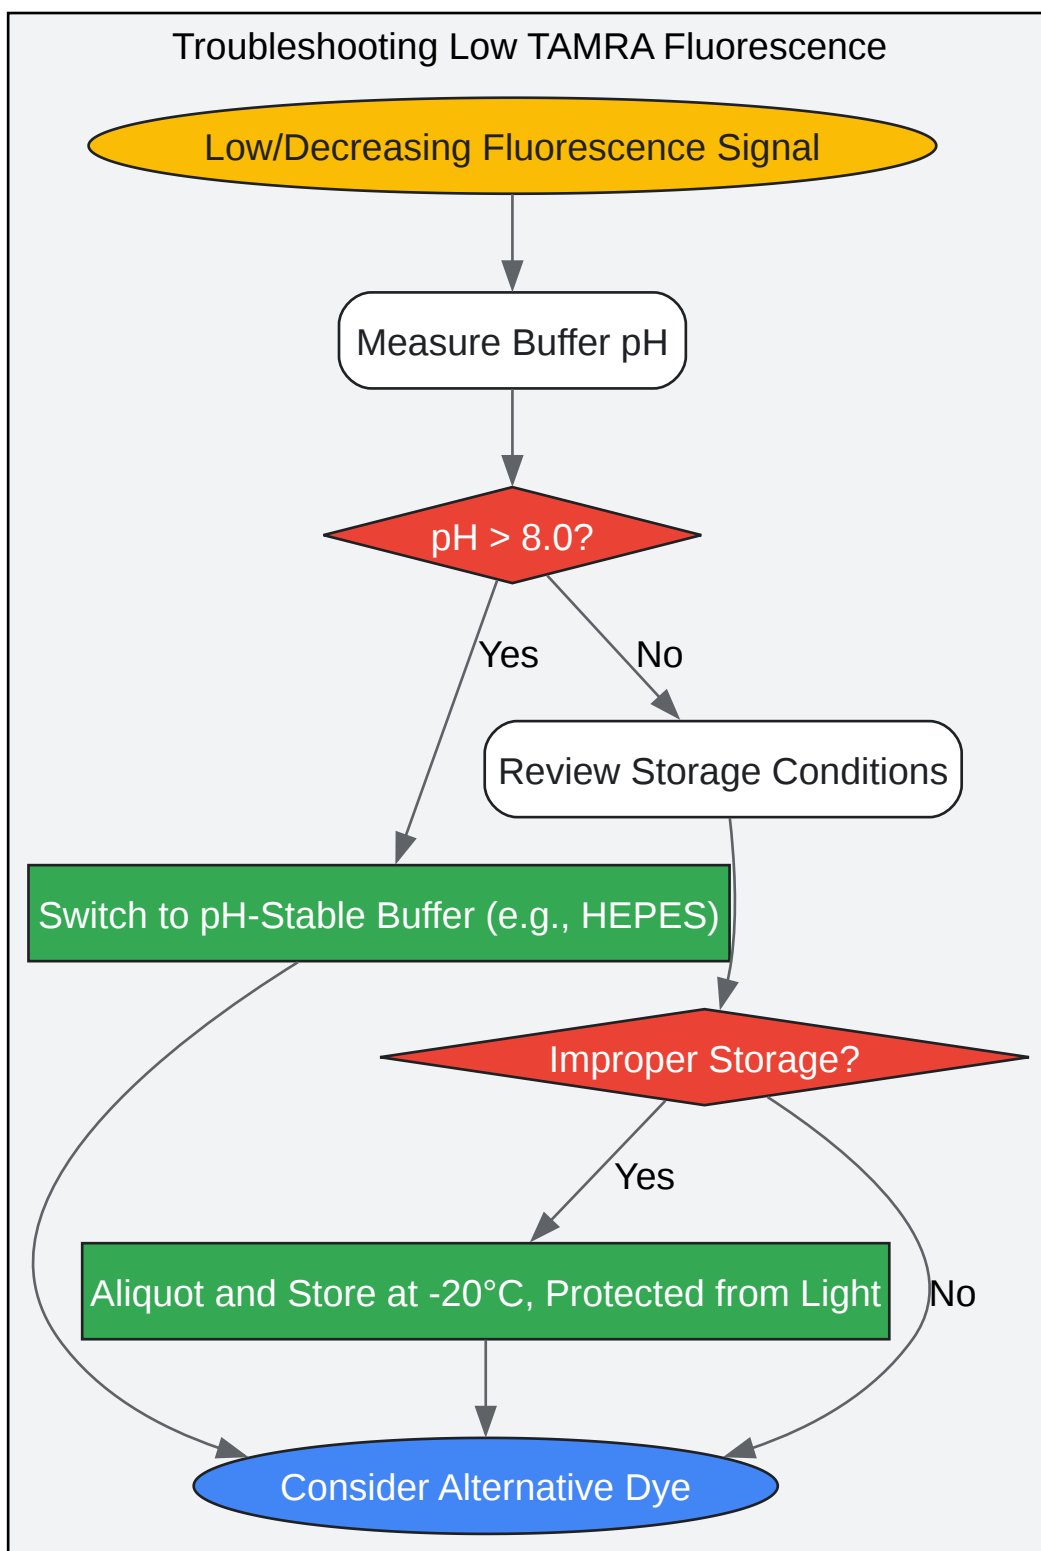 Troubleshooting Low TAMRA Fluorescence
Low/Decreasing Fluorescence Signal
Measure Buffer pH
pH > 8.0?
Yes
No
Review Storage Conditions
Switch to pH-Stable Buffer (e.g., HEPES)
Improper Storage?
Yes
Aliquot and Store at -20°C, Protected from Light
No
Consider Alternative Dye